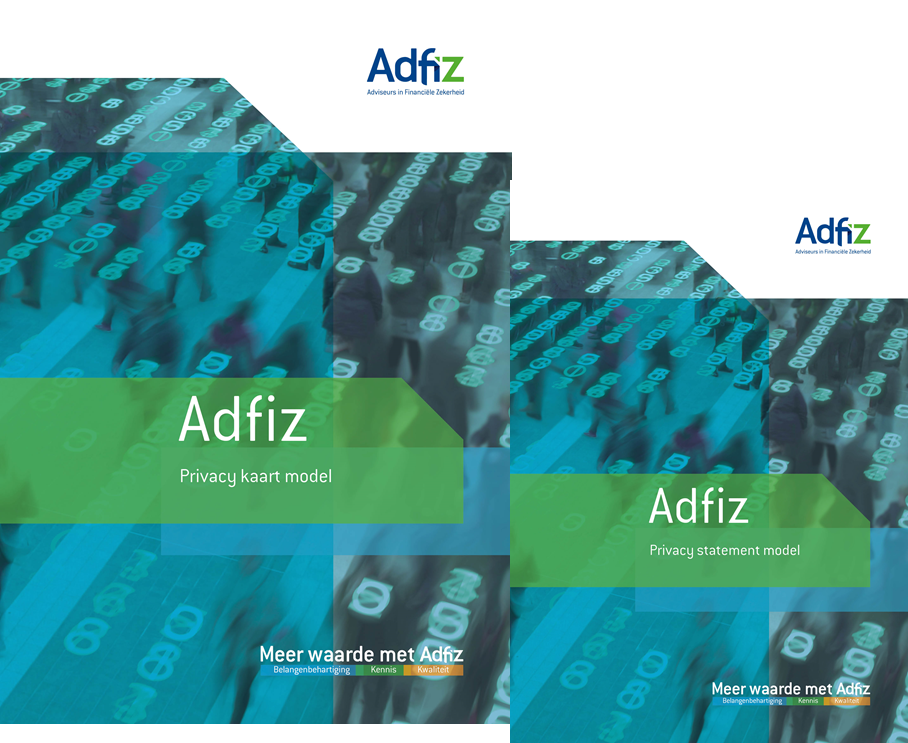 Adfiz
Adviseurs in Financiële Zekerheid
Adfiz
Privacy kaart model
Meer waarde met Adfiz
Belangenbehartiging Kennis Kwaliteit
Adfiz
Adviseurs in Financiële Zekerheid
Adfiz
Privacy statement model
Meer waarde met Adfiz
Belangenbehartiging Kennis Kwaliteit